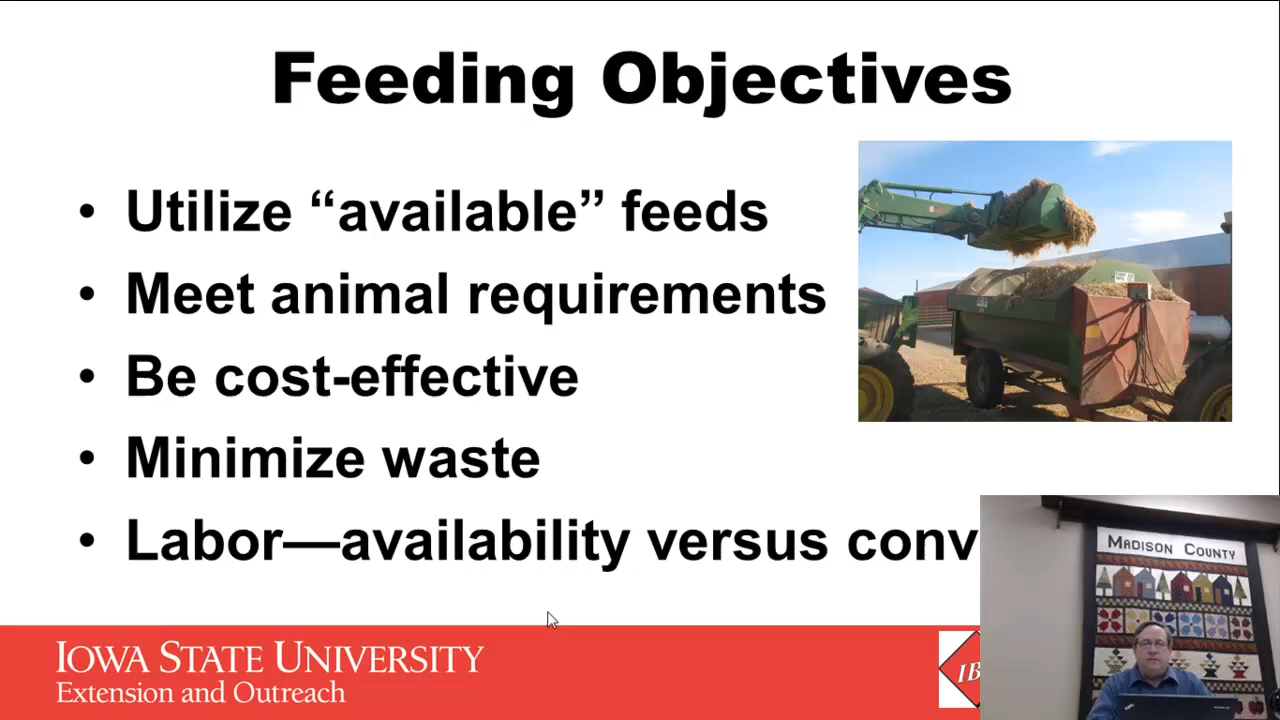 Feeding Objectives
• Utilize “available” feeds
• Meet animal requirements
• Be cost-effective
• Minimize waste
• Labor—availability versus conv
IOWA STATE UNIVERSITY
Extension and Outreach
IB
MADISON COUNTY